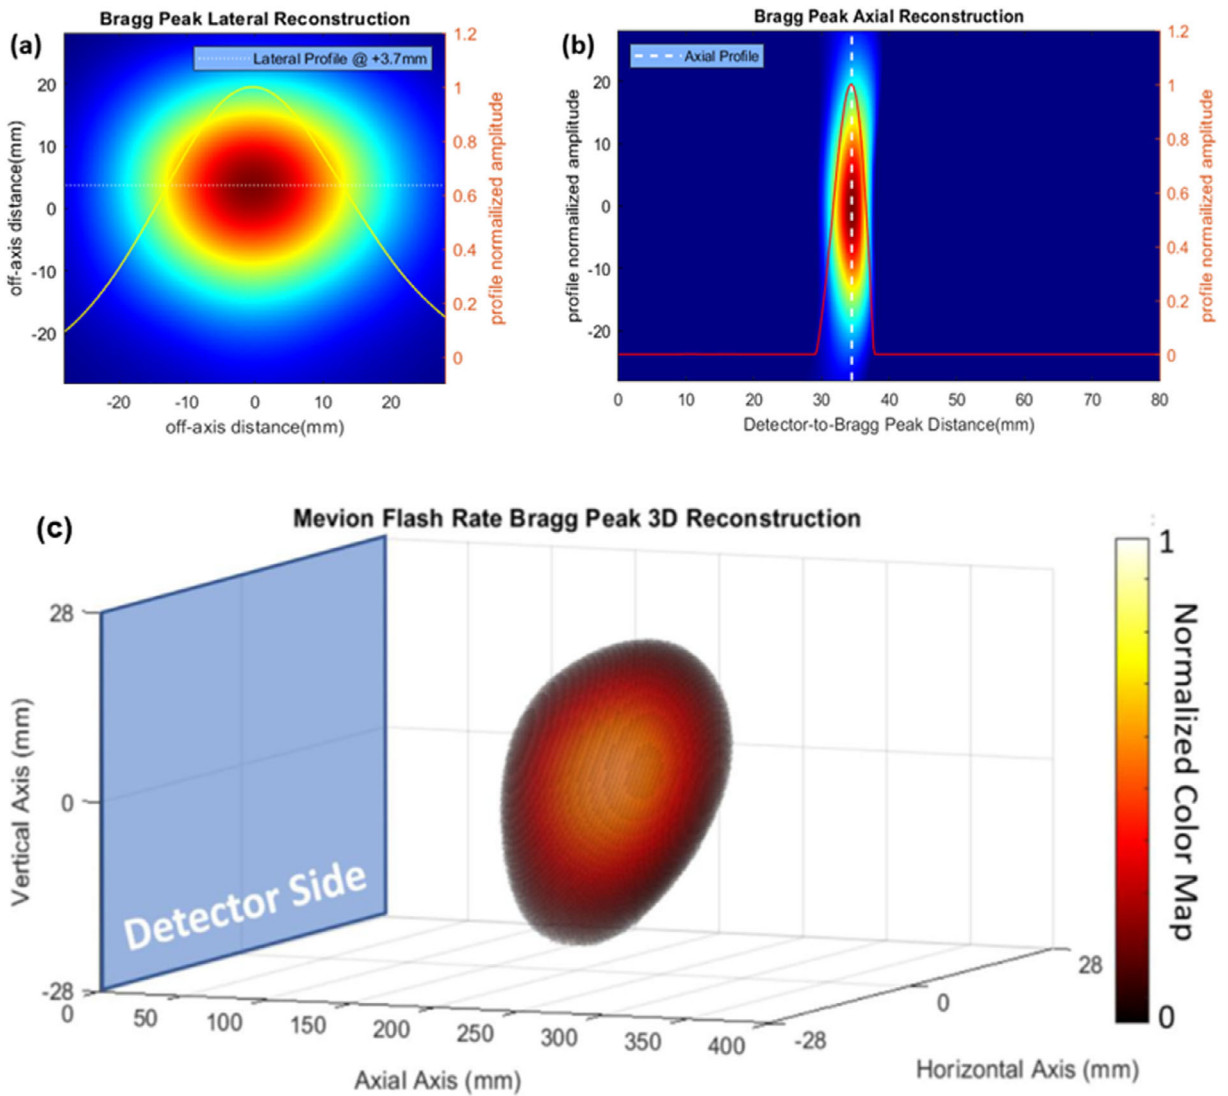 Bragg Peak Lateral Reconstruction
(a)
Lateral Profile @ +3.7mm
20
10
0
-10
-20
off-axis distance(mm)
1.2
1
0.8
0.6
0.4
0.2
0
profile normalized amplitude
-20
-10
0
10
20
off-axis distance(mm)
Bragg Peak Axial Reconstruction
(b)
Axial Profile
20
10
0
-10
-20
profile normailized amplitude
1.2
1
0.8
0.6
0.4
0.2
0
profile normalized amplitude
0
10
20
30
40
50
60
70
80
Detector-to-Bragg Peak Distance(mm)
(c)
Mevion Flash Rate Bragg Peak 3D Reconstruction
28
0
-28
Vertical Axis (mm)
Detector Side
0
50
100
150
200
250
300
350
400
Axial Axis (mm)
-28
0
28
Horizontal Axis (mm)
1
0
Normalized Color Map